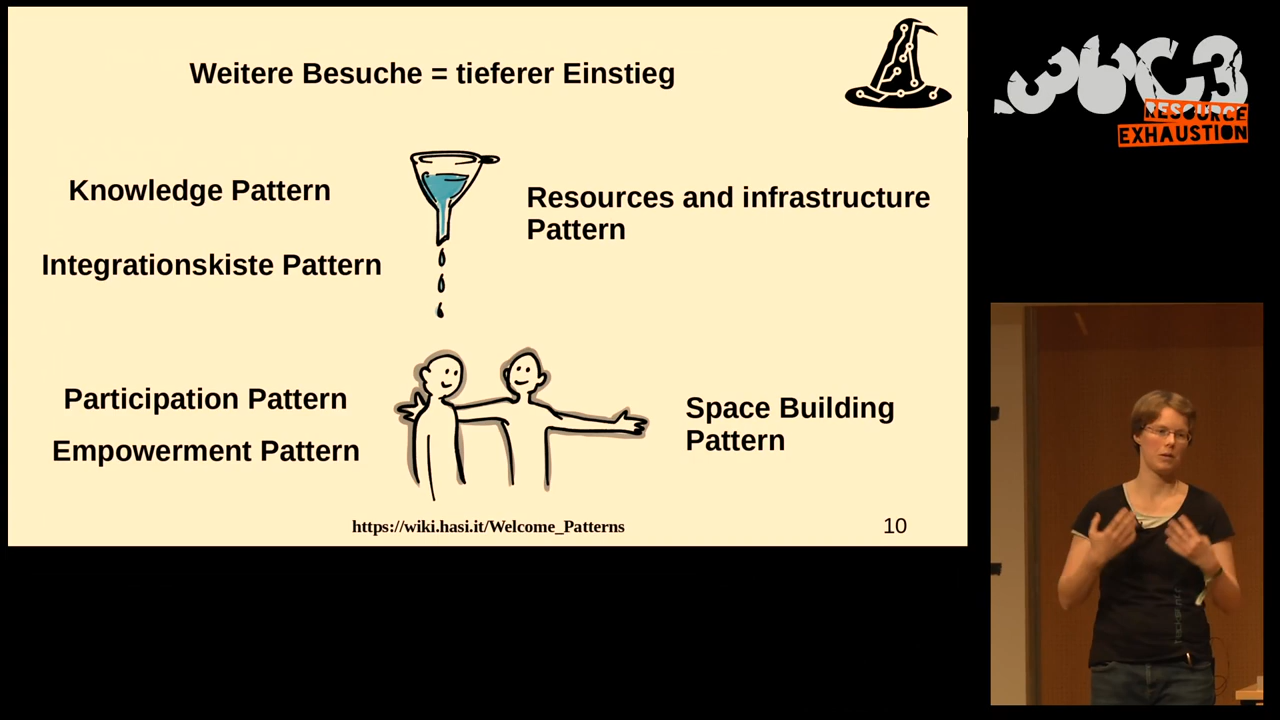 Weitere Besuche = tieferer Einstieg
Knowledge Pattern
Resources and infrastructure
Pattern
Integrationskiste Pattern
Participation Pattern
Empowerment Pattern
Space Building
Pattern
https://wiki.hasi.it/Welcome_Patterns
10
36C3
RESOURCE
EXHAUSTION